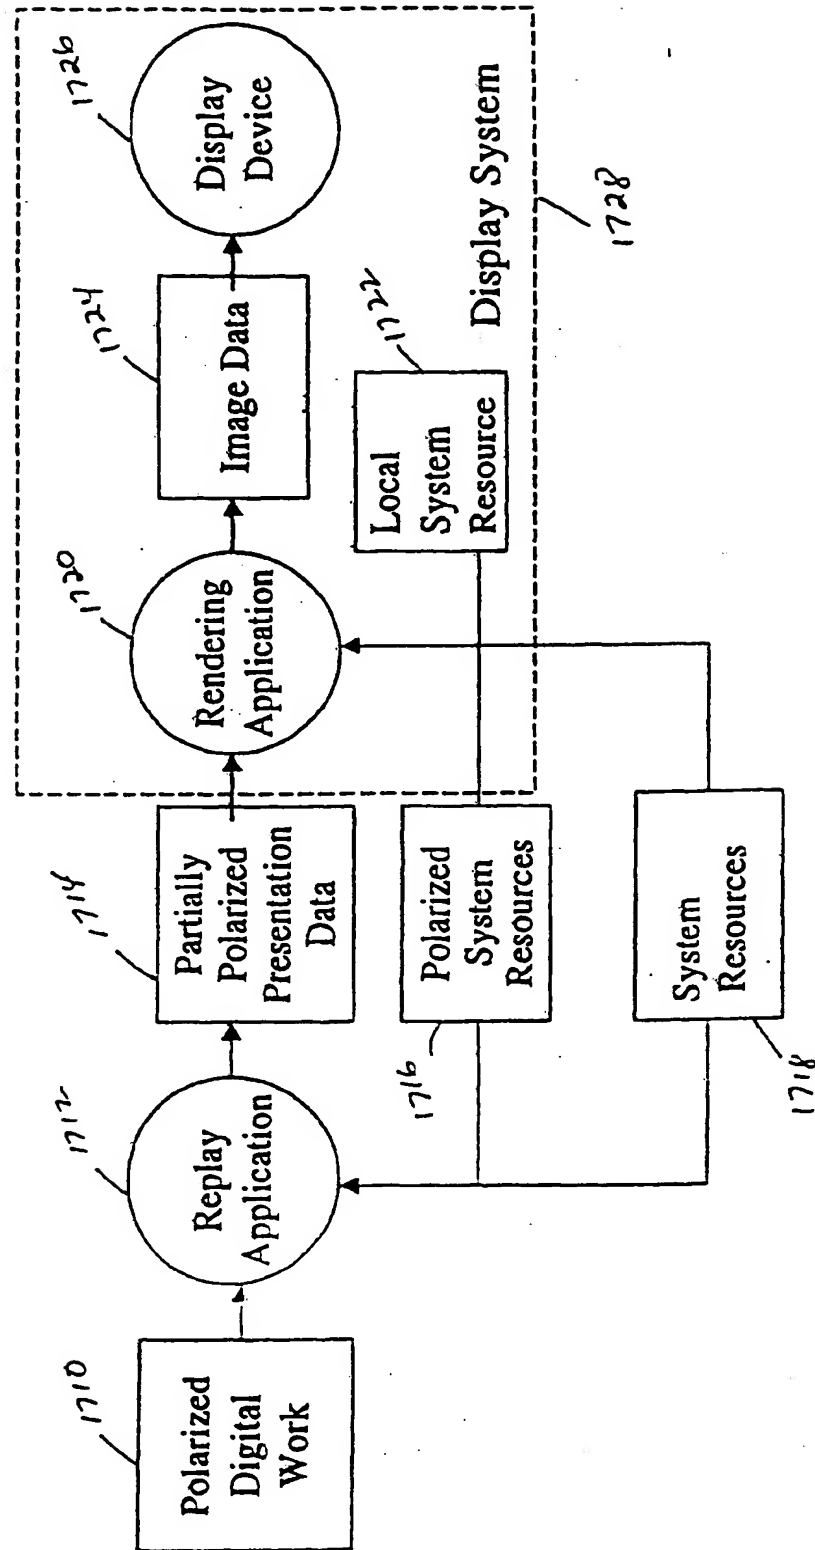 1710
Polarized
Digital
Work
1712
Replay
Application
1714
Partially
Polarized
Presentation
Data
1716
Polarized
System
Resources
1718
System
Resources
1720
Rendering
Application
1722
Local
System
Resource
1724
Image Data
1726
Display
Device
Display System
1728